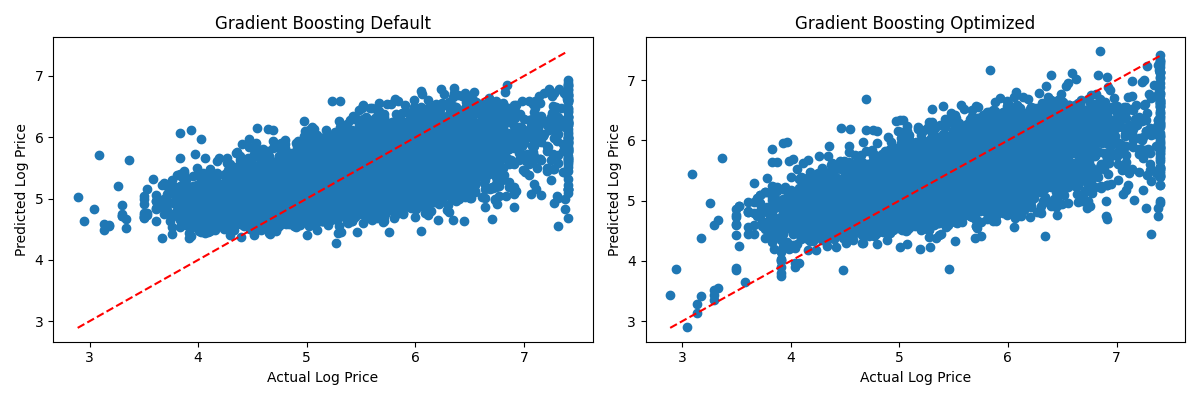 Gradient Boosting Default
Predicted Log Price
7
6
5
4
3
3 4 5 6 7
Actual Log Price
Gradient Boosting Optimized
Predicted Log Price
7
6
5
4
3
3 4 5 6 7
Actual Log Price